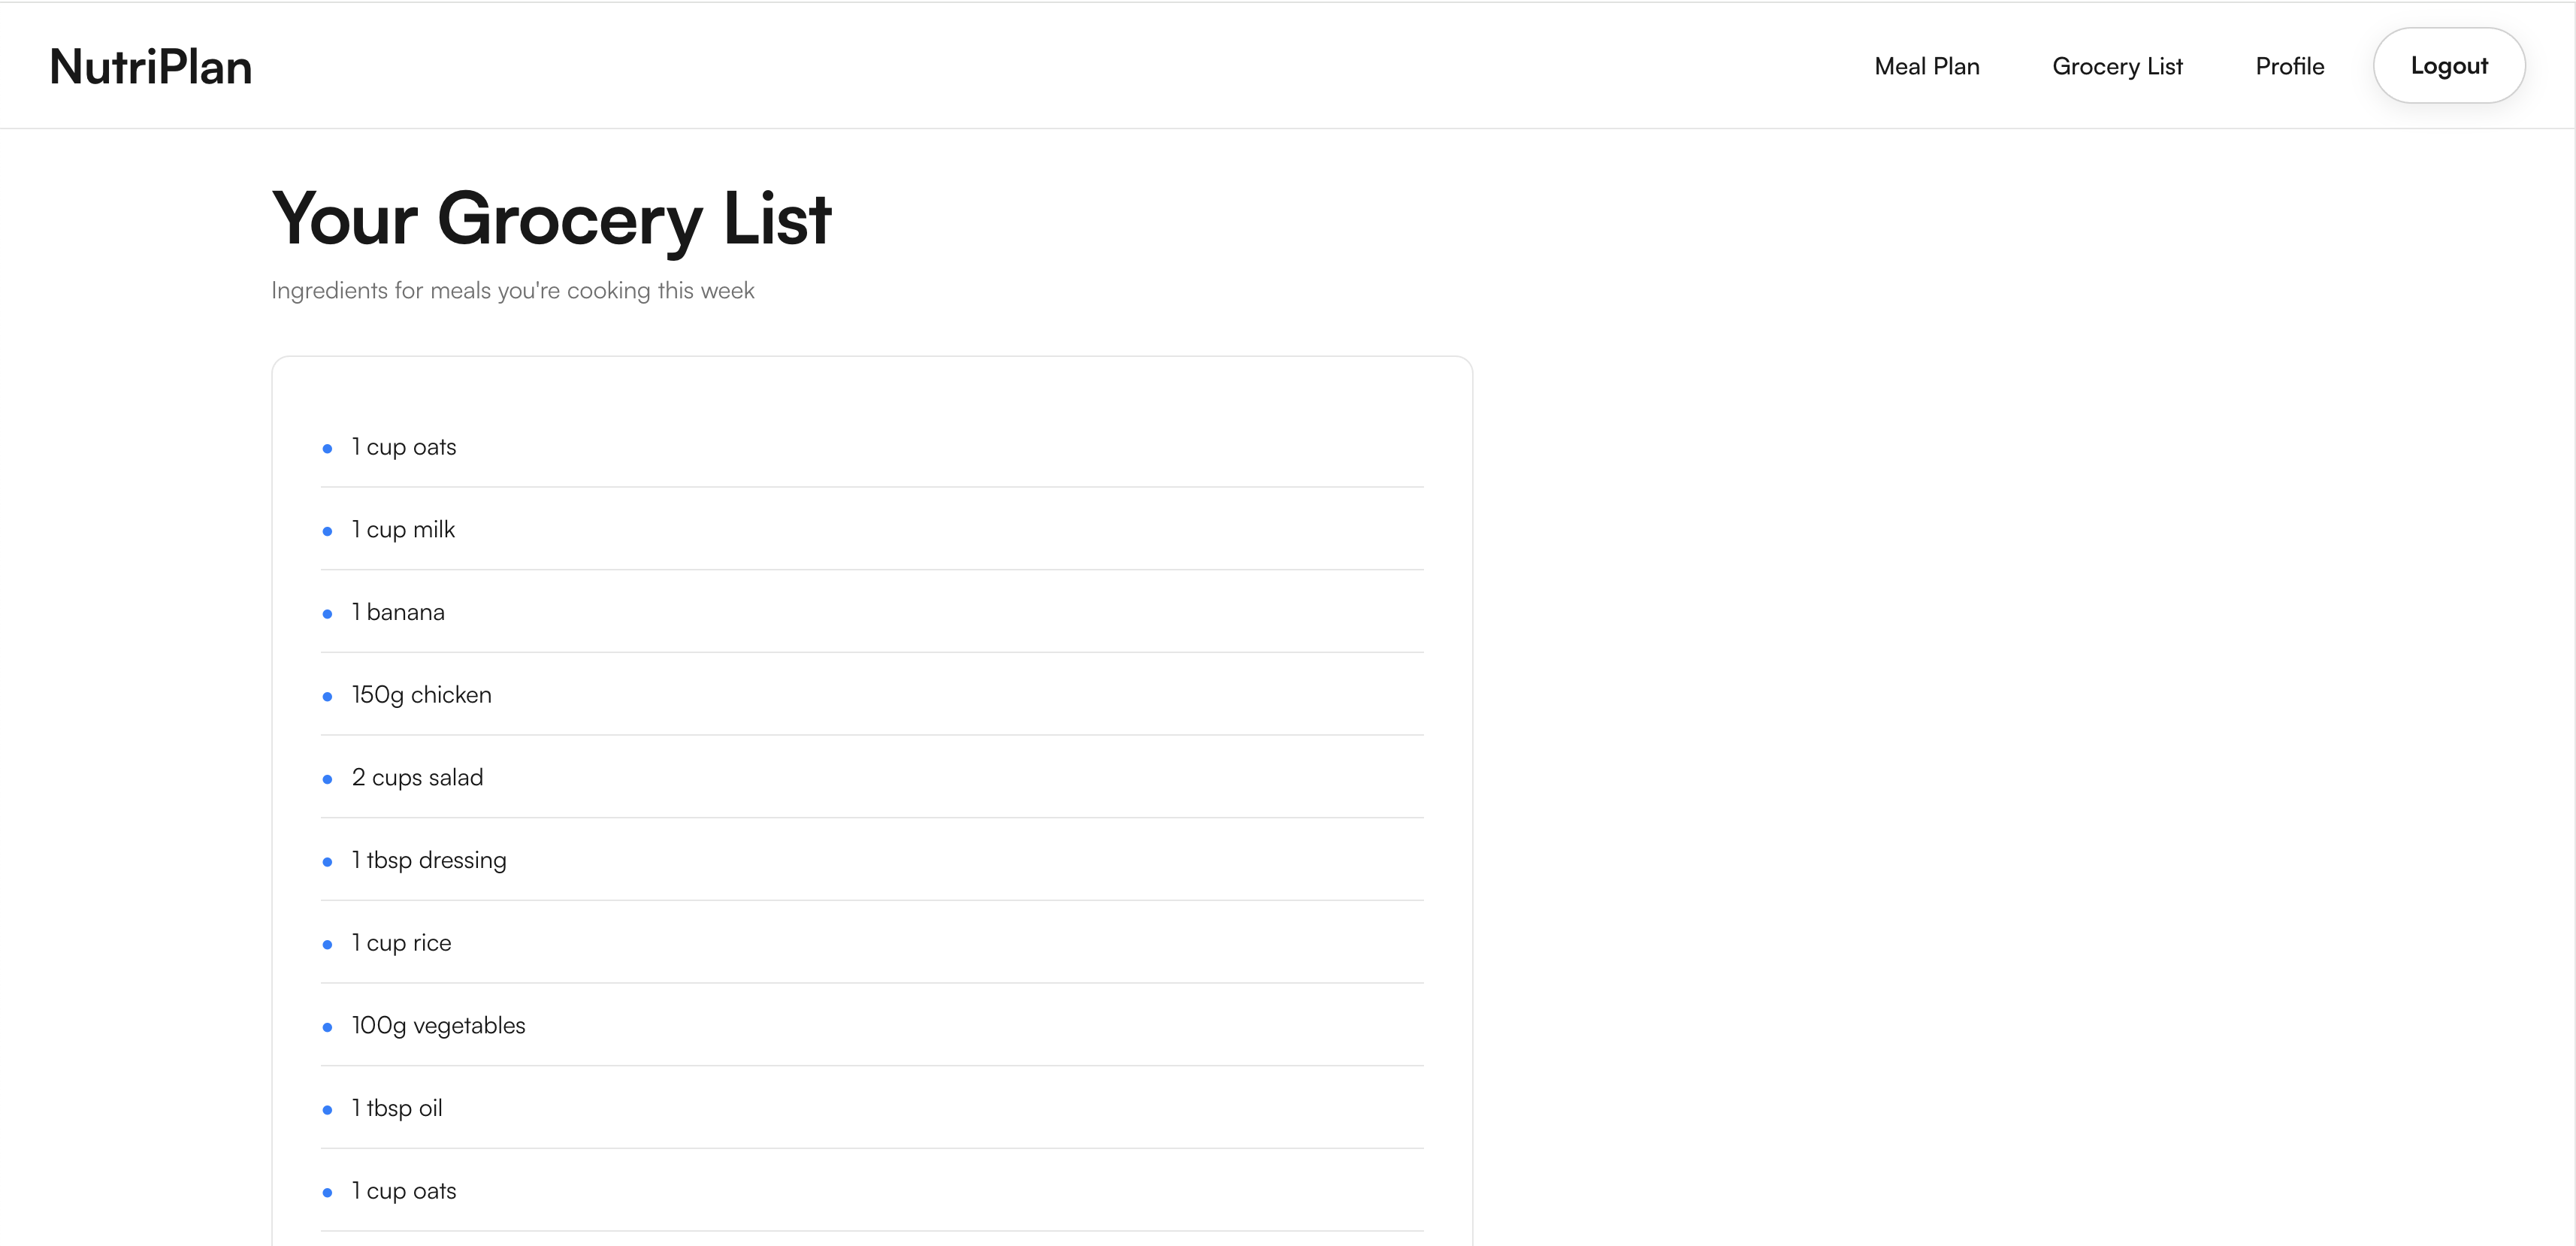 NutriPlan
Meal Plan
Grocery List
Profile
Logout
Your Grocery List
Ingredients for meals you're cooking this week
1 cup oats
1 cup milk
1 banana
150g chicken
2 cups salad
1 tbsp dressing
1 cup rice
100g vegetables
1 tbsp oil
1 cup oats